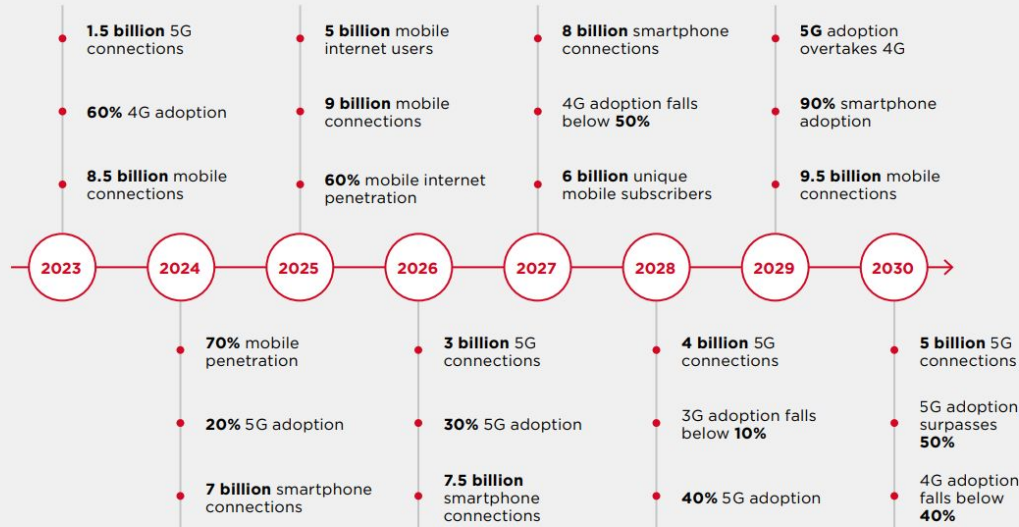 1.5 billion 5G
connections
60% 4G adoption
8.5 billion mobile
connections
5 billion mobile
internet users
9 billion mobile
connections
60% mobile internet
penetration
8 billion smartphone
connections
4G adoption falls
below 50%
6 billion unique
mobile subscribers
5G adoption
overtakes 4G
90% smartphone
adoption
9.5 billion mobile
connections
2023
2024
2025
2026
2027
2028
2029
2030
70% mobile
penetration
20% 5G adoption
7 billion smartphone
connections
3 billion 5G
connections
30% 5G adoption
7.5 billion
smartphone
connections
4 billion 5G
connections
3G adoption falls
below 10%
40% 5G adoption
5 billion 5G
connections
5G adoption
surpasses
50%
4G adoption
falls below
40%